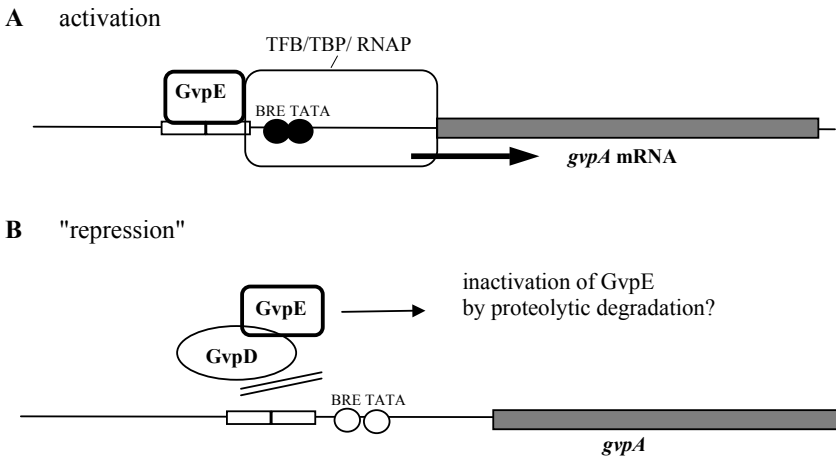 A activation
TFB/TBP/ RNAP
GvpE
BRE TATA
gvpA mRNA
B "repression"
GvpE
inactivation of GvpE
by proteolytic degradation?
GvpD
BRE TATA
gvpA